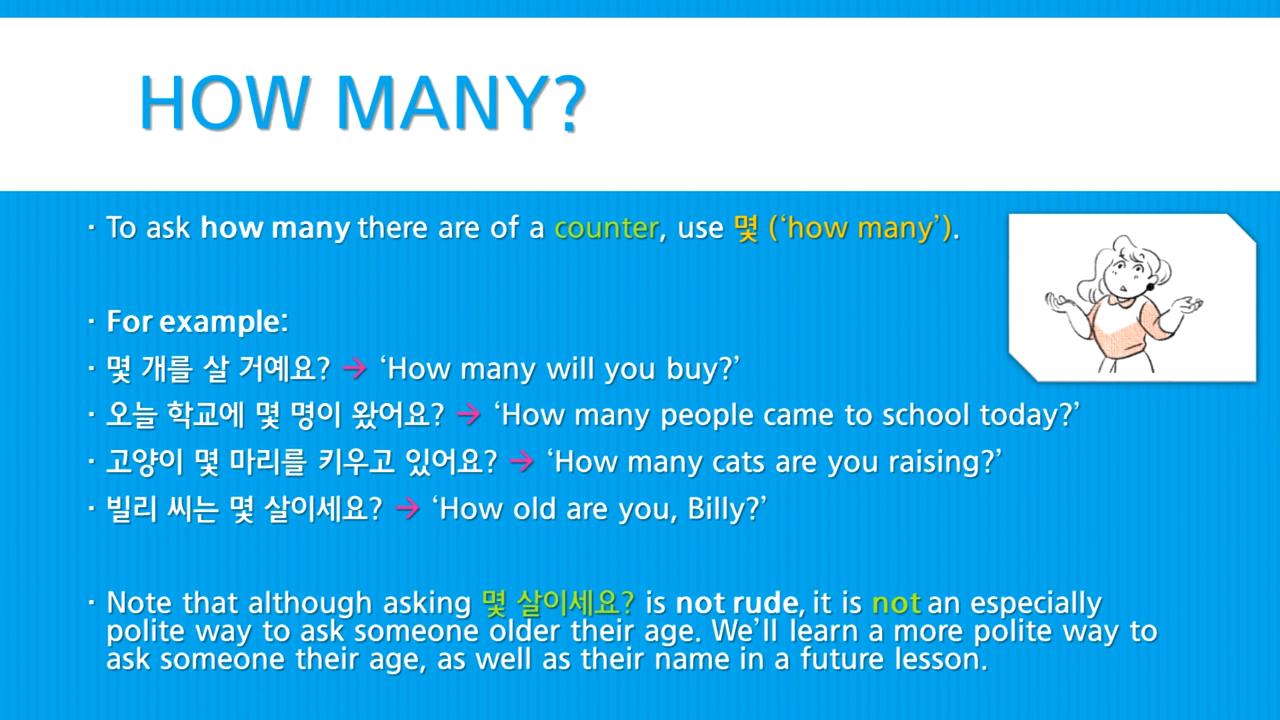 HOW MANY?
· To ask how many there are of a counter, use 몇 (‘how many’).
· For example:
· 몇 개를 살 거예요? → ‘How many will you buy?’
· 오늘 학교에 몇 명이 왔어요? → ‘How many people came to school today?’
· 고양이 몇 마리를 키우고 있어요? → ‘How many cats are you raising?’
· 빌리 씨는 몇 살이세요? → ‘How old are you, Billy?’
· Note that although asking 몇 살이세요? is not rude, it is not an especially
polite way to ask someone older their age. We’ll learn a more polite way to
ask someone their age, as well as their name in a future lesson.